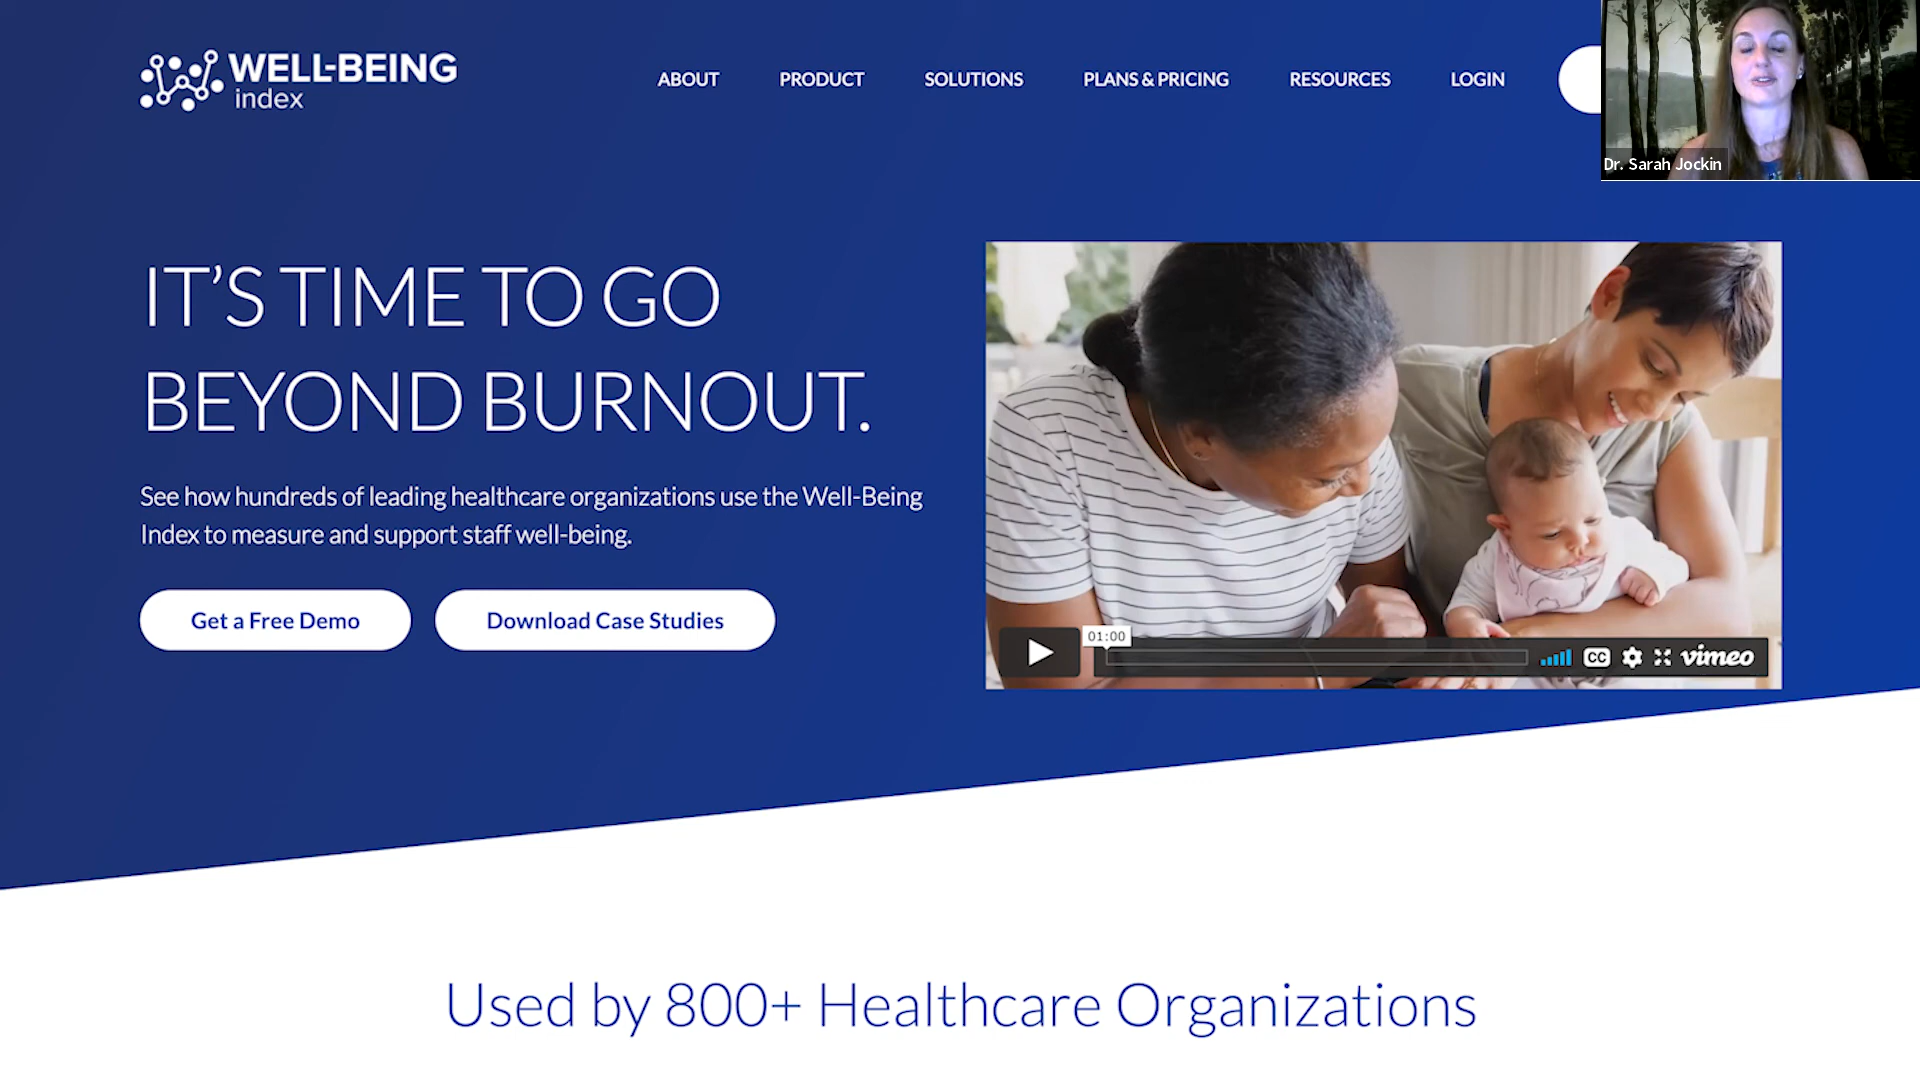 WELL-BEING
index
ABOUT PRODUCT SOLUTIONS PLANS & PRICING RESOURCES LOGIN
Dr. Sarah Jockin
IT’S TIME TO GO
BEYOND BURNOUT.
See how hundreds of leading healthcare organizations use the Well-Being
Index to measure and support staff well-being.
Get a Free Demo Download Case Studies
01:00
CC vimeo
Used by 800+ Healthcare Organizations